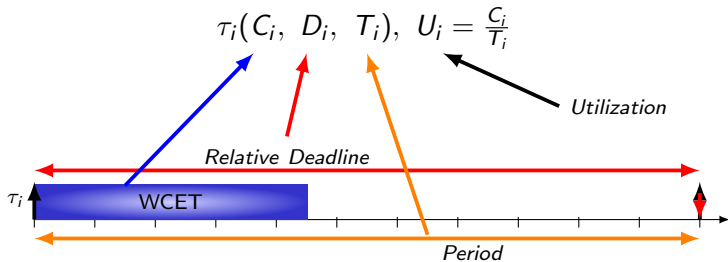 τᵢ(Cᵢ, Dᵢ, Tᵢ), Uᵢ = Cᵢ/Tᵢ
Utilization
Relative Deadline
τᵢ
WCET
Period